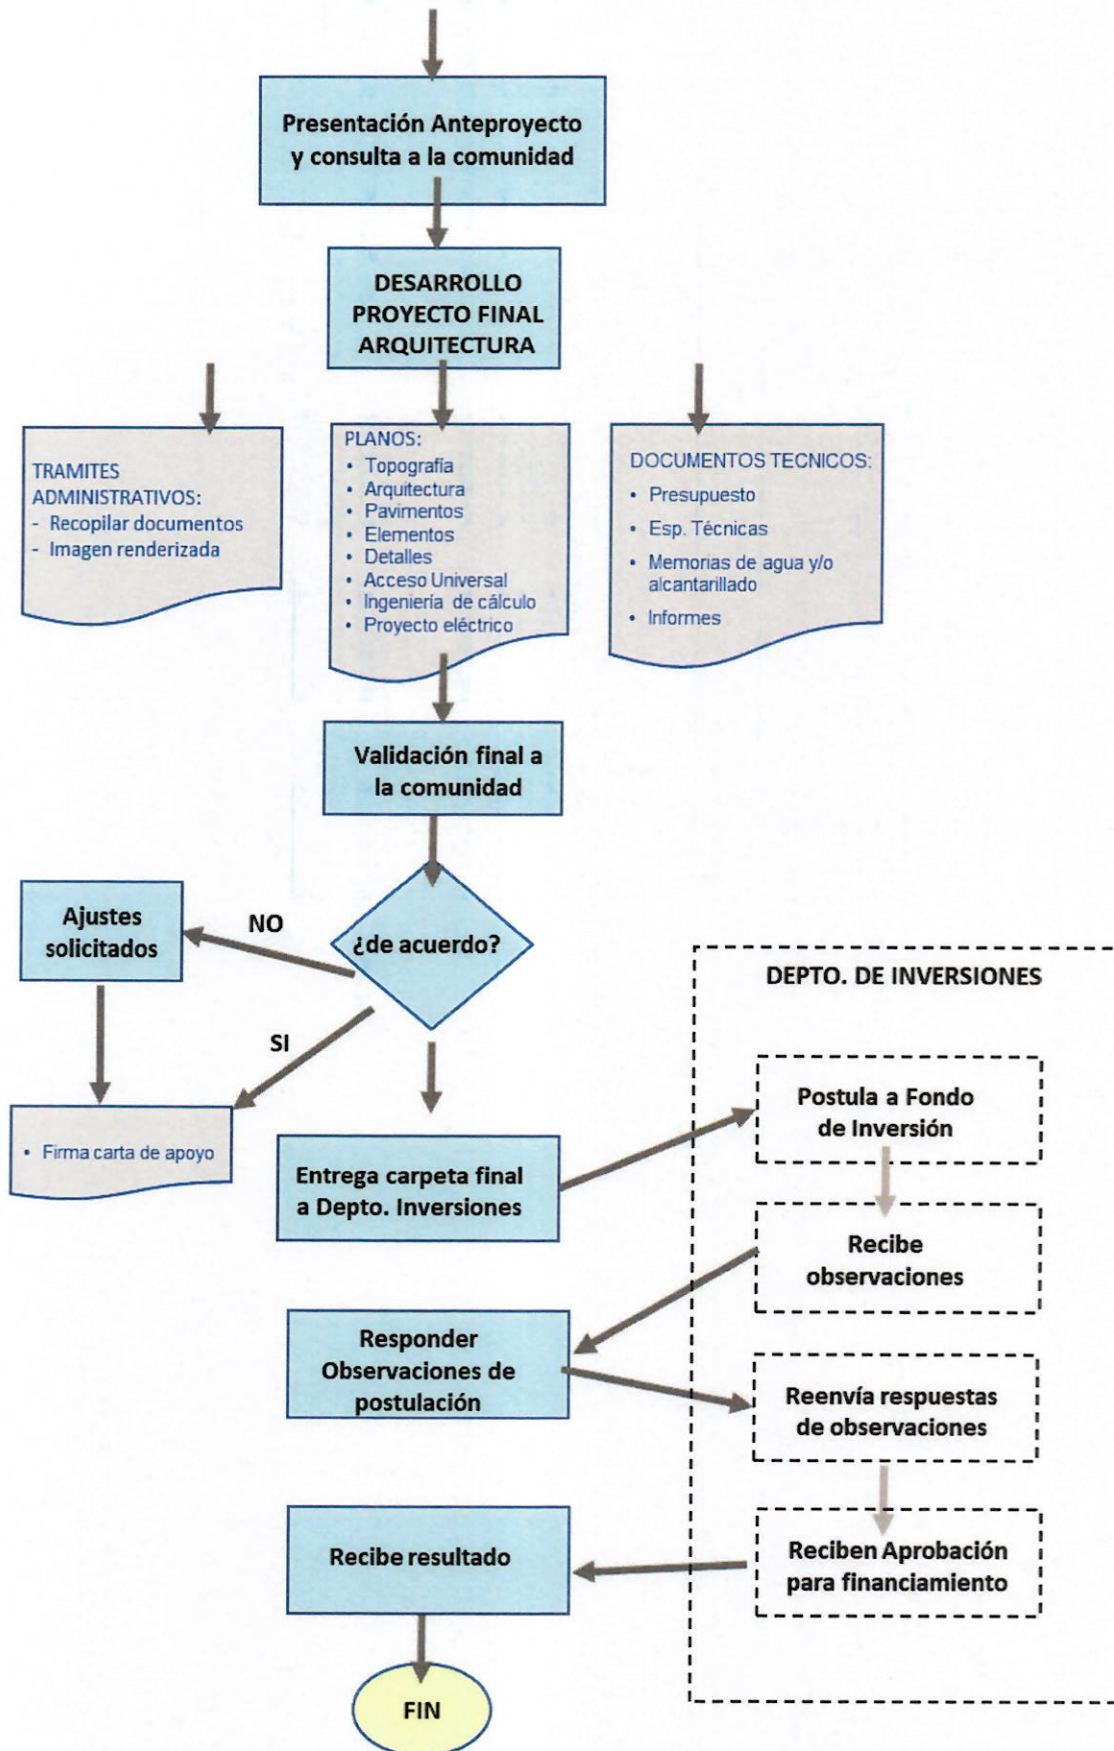 Presentación Anteproyecto
y consulta a la comunidad
DESARROLLO
PROYECTO FINAL
ARQUITECTURA
TRAMITES
ADMINISTRATIVOS:
- Recopilar documentos
- Imagen renderizada
PLANOS:
• Topografía
• Arquitectura
• Pavimentos
• Elementos
• Detalles
• Acceso Universal
• Ingeniería de cálculo
• Proyecto eléctrico
DOCUMENTOS TECNICOS:
• Presupuesto
• Esp. Técnicas
• Memorias de agua y/o
alcantarillado
• Informes
Validación final a
la comunidad
¿de acuerdo?
NO
Ajustes
solicitados
SI
• Firma carta de apoyo
Entrega carpeta final
a Depto. Inversiones
DEPTO. DE INVERSIONES
Postula a Fondo
de Inversión
Recibe
observaciones
Responder
Observaciones de
postulación
Reenvía respuestas
de observaciones
Reciben Aprobación
para financiamiento
Recibe resultado
FIN